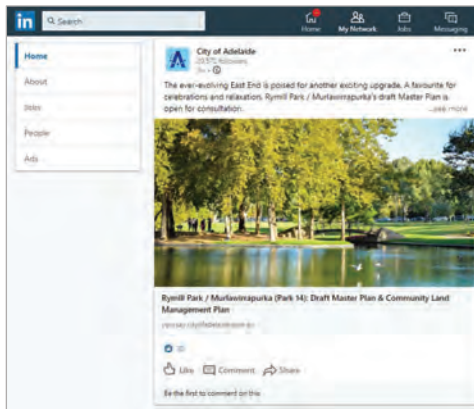 in
Search
Home
My Network
Jobs
Messaging
Home
About
Jobs
People
Ads
City of Adelaide
followers
The ever-evolving East End is poised for another exciting upgrade. A favourite for
celebrations and relaxation, Rymill Park / Murlawirrapurka's draft Master Plan is
open for consultation.
...see more
Rymill Park / Murlawirrapurka (Park 14): Draft Master Plan & Community Land
Management Plan
Like
Comment
Share
Be the first to comment on this